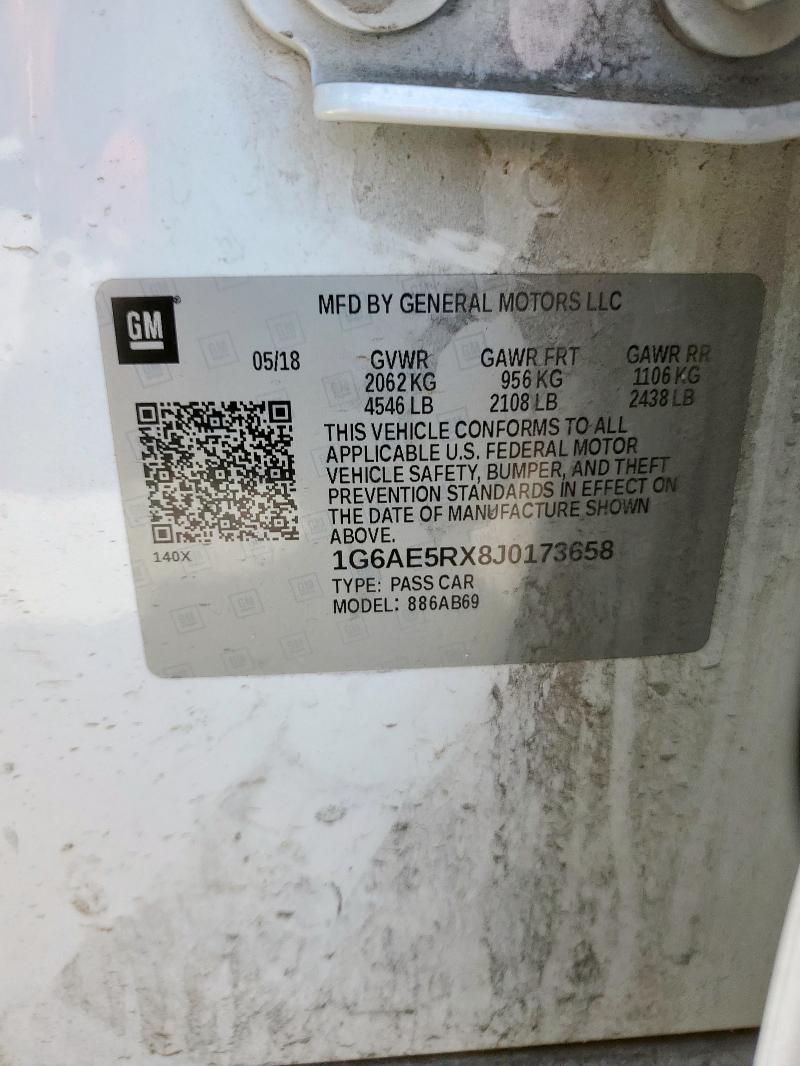 GM
MFD BY GENERAL MOTORS LLC
05/18 GVWR GAWR FRT GAWR RR
2062 KG 956 KG 1106 KG
4546 LB 2108 LB 2438 LB
THIS VEHICLE CONFORMS TO ALL
APPLICABLE U.S. FEDERAL MOTOR
VEHICLE SAFETY, BUMPER, AND THEFT
PREVENTION STANDARDS IN EFFECT ON
THE DATE OF MANUFACTURE SHOWN
ABOVE.
140X
1G6AE5RX8J0173658
TYPE: PASS CAR
MODEL: 886AB69